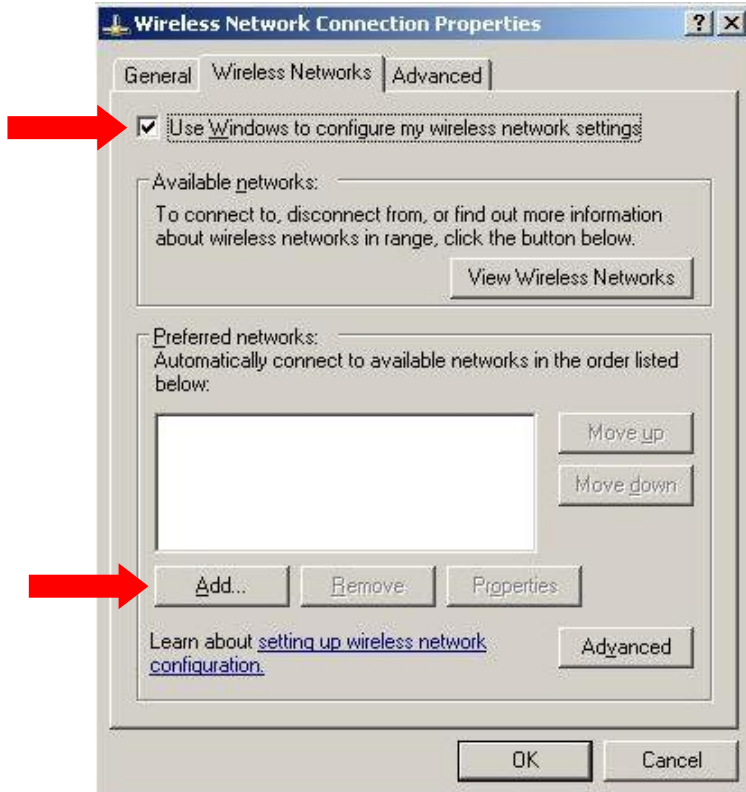 Wireless Network Connection Properties
General Wireless Networks Advanced
Use Windows to configure my wireless network settings
Available networks:
To connect to, disconnect from, or find out more information
about wireless networks in range, click the button below.
View Wireless Networks
Preferred networks:
Automatically connect to available networks in the order listed
below:
Move up
Move down
Add... Remove Properties
Learn about setting up wireless network
configuration.
Advanced
OK Cancel